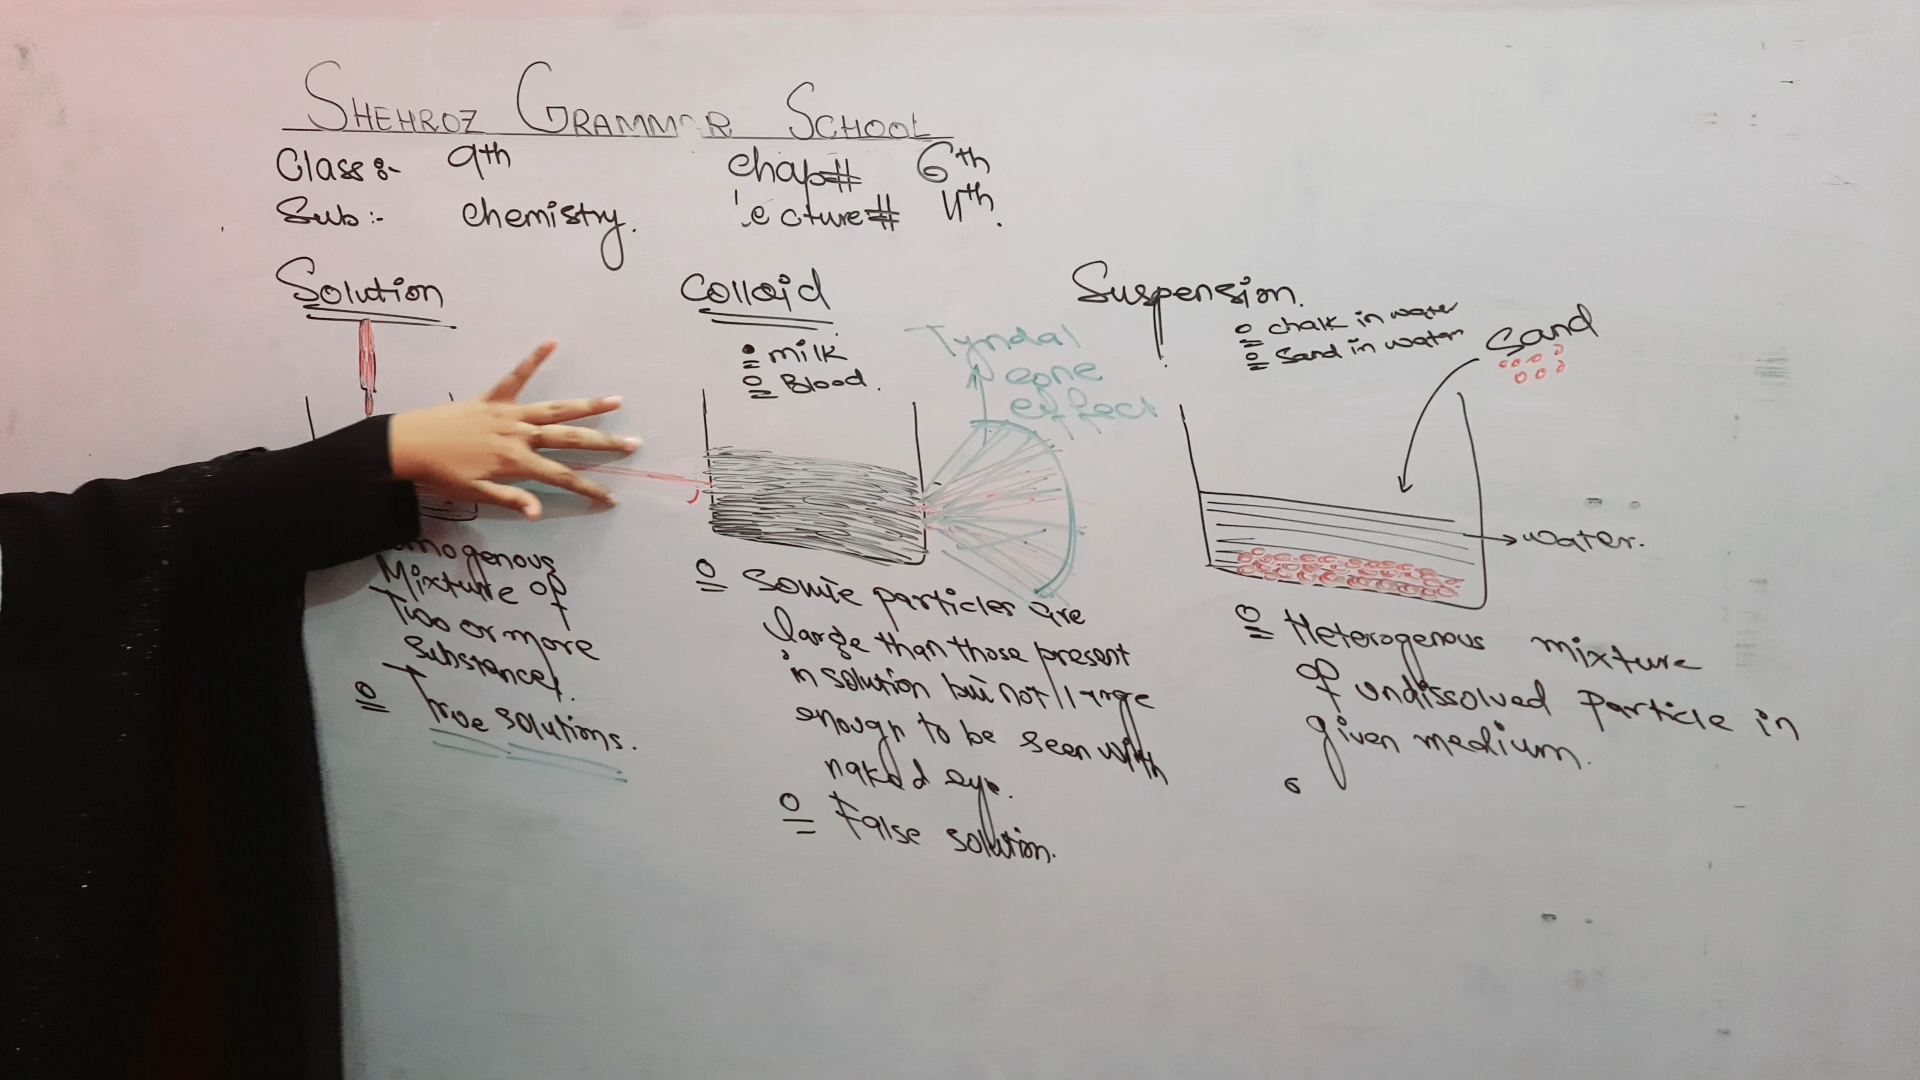 SHEHROZ GRAMMAR SCHOOL
Class:- 9th chap# 6th
Sub:- chemistry. lecture# 4th.
Solution
mogenous
Mixture of
Two or more
substances.
True solutions.
Colloid
milk
Blood.
Tyndal
cone
effect
Some particles are
large than those present
in solution but not large
enough to be seen with
naked eye.
False solution.
Suspension.
chalk in water
Sand in water
Sand
water.
Heterogenous mixture
of undissolved particle in
given medium.